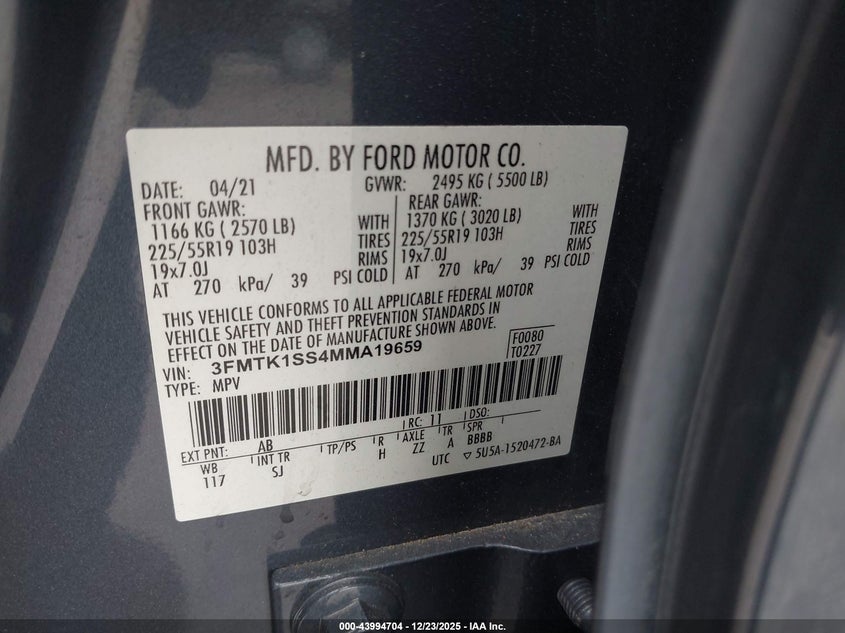 MFD. BY FORD MOTOR CO.
DATE: 04/21 GVWR: 2495 KG ( 5500 LB)
FRONT GAWR: REAR GAWR:
1166 KG ( 2570 LB) WITH 1370 KG ( 3020 LB) WITH
225/55R19 103H TIRES 225/55R19 103H TIRES
19x7.0J RIMS 19x7.0J RIMS
AT 270 kPa/ 39 PSI COLD AT 270 kPa/ 39 PSI COLD
THIS VEHICLE CONFORMS TO ALL APPLICABLE FEDERAL MOTOR
VEHICLE SAFETY AND THEFT PREVENTION STANDARDS IN
EFFECT ON THE DATE OF MANUFACTURE SHOWN ABOVE.
F0080
VIN: 3FMTK1SS4MMA19659 T0227
TYPE: MPV
RC: 11 DSO:
EXT PNT: AB
WB INT TR TP/PS R AXLE TR SPR
117 SJ H ZZ A BBBB
UTC 5U5A-1520472-BA
000-43994704 - 12/23/2025 - IAA Inc.